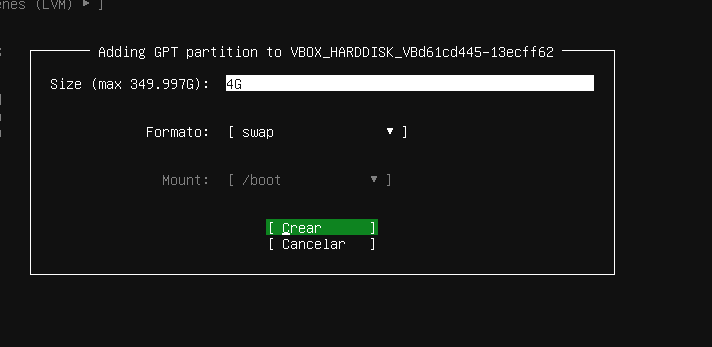 enes (LVM) ▸ ]
Adding GPT partition to VBOX_HARDDISK_VBd61cd445-13ecff62
Size (max 349.997G): 4G
Formato: [ swap ▾ ]
Mount: [ /boot ▾ ]
[ Crear ]
[ Cancelar ]